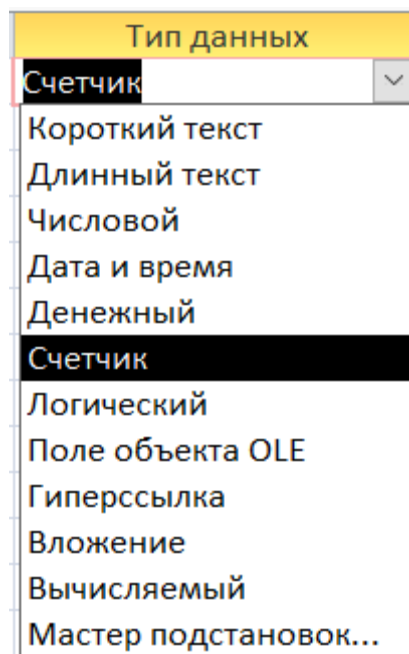 Тип данных
Счетчик
Короткий текст
Длинный текст
Числовой
Дата и время
Денежный
Счетчик
Логический
Поле объекта OLE
Гиперссылка
Вложение
Вычисляемый
Мастер подстановок...